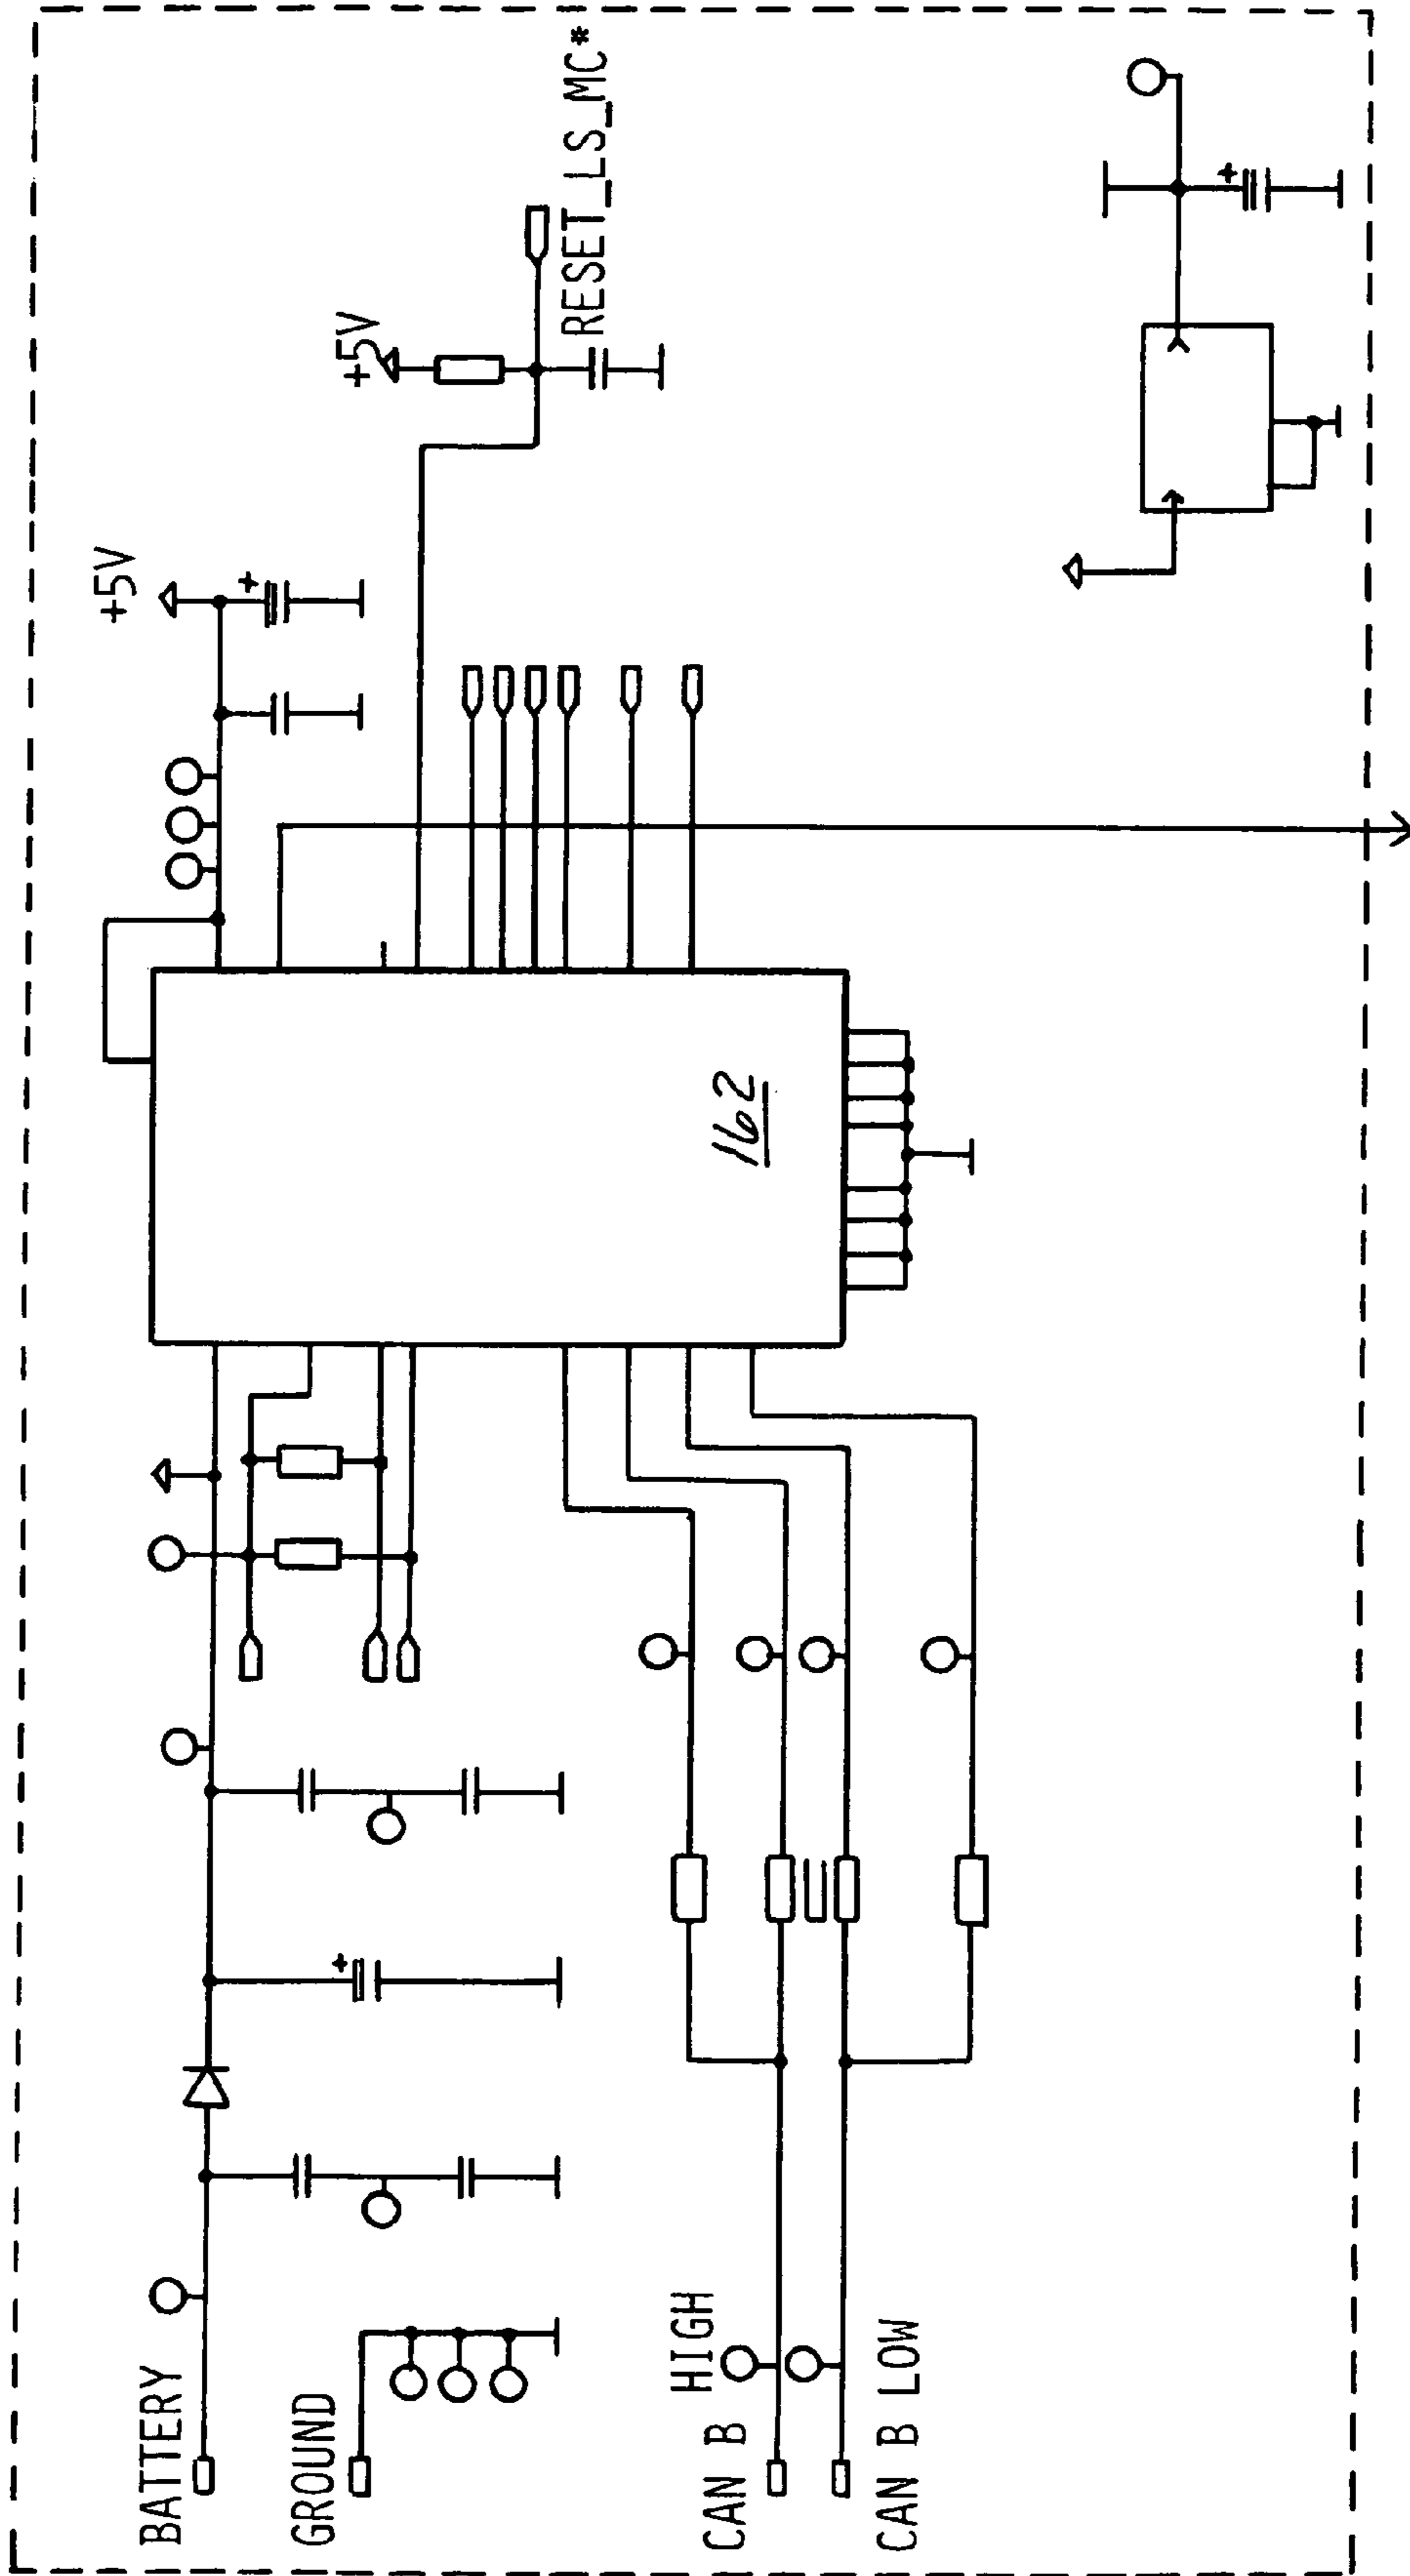 BATTERY
GROUND
CAN B HIGH
CAN B LOW
162
+5V
+5V
RESET_LS_MC*